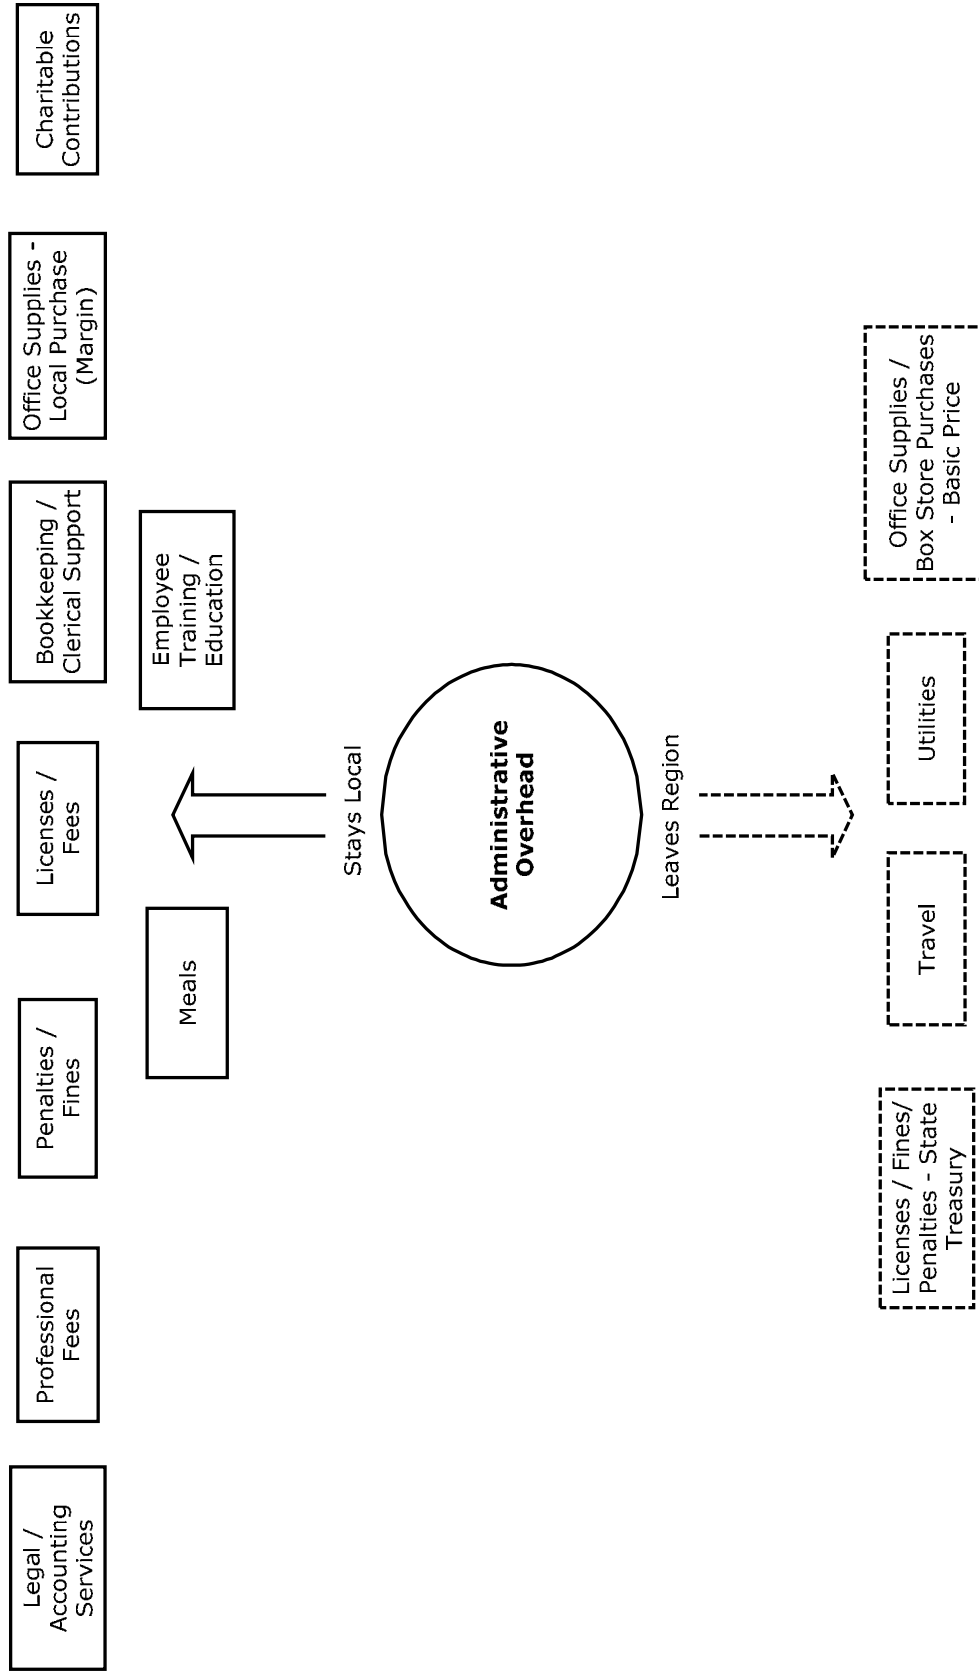 Legal /
Accounting
Services
Professional
Fees
Penalties /
Fines
Licenses /
Fees
Bookkeeping /
Clerical Support
Office Supplies -
Local Purchase
(Margin)
Charitable
Contributions
Meals
Employee
Training /
Education
Stays Local
Administrative
Overhead
Leaves Region
Licenses / Fines/
Penalties - State
Treasury
Travel
Utilities
Office Supplies /
Box Store Purchases
- Basic Price